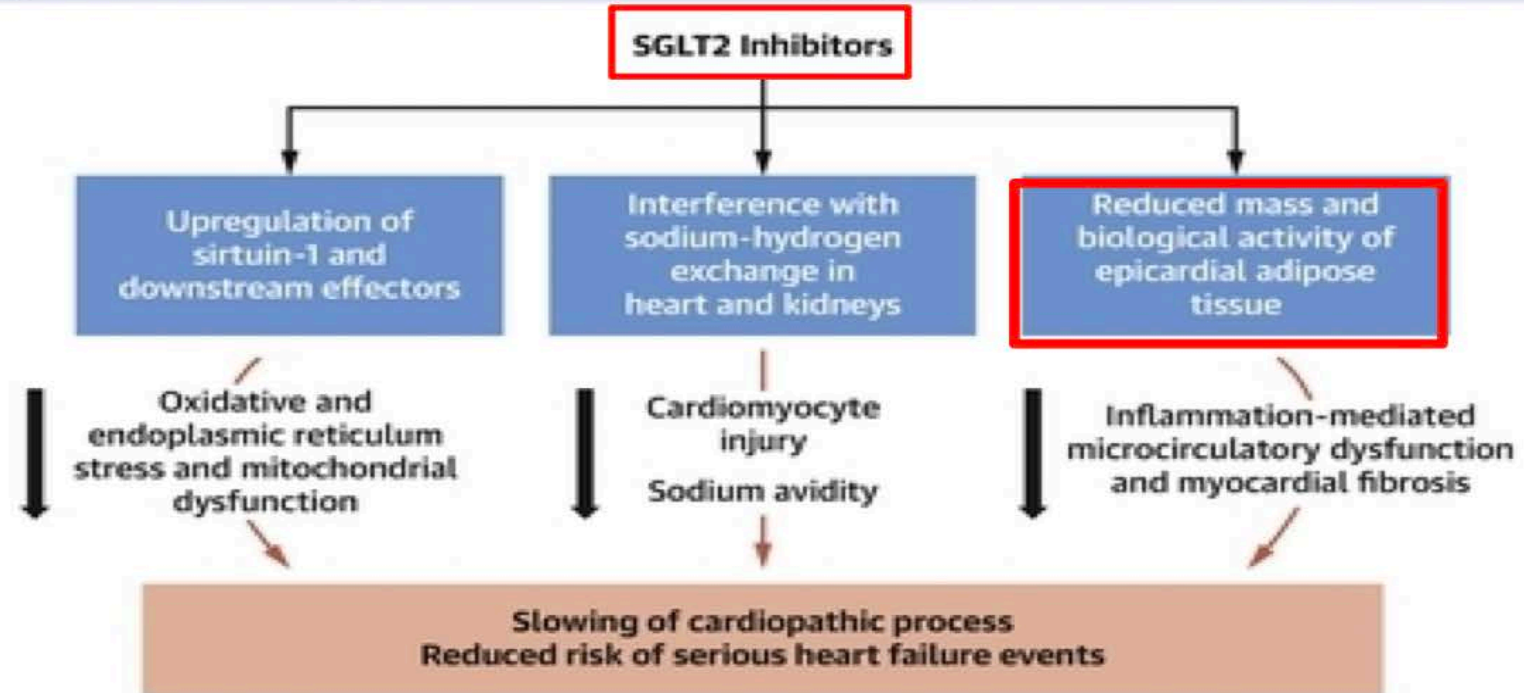 SGLT2 Inhibitors
Upregulation of
sirtuin-1 and
downstream effectors
Interference with
sodium-hydrogen
exchange in
heart and kidneys
Reduced mass and
biological activity of
epicardial adipose
tissue
Oxidative and
endoplasmic reticulum
stress and mitochondrial
dysfunction
Cardiomyocyte
injury
Sodium avidity
Inflammation-mediated
microcirculatory dysfunction
and myocardial fibrosis
Slowing of cardiopathic process
Reduced risk of serious heart failure events